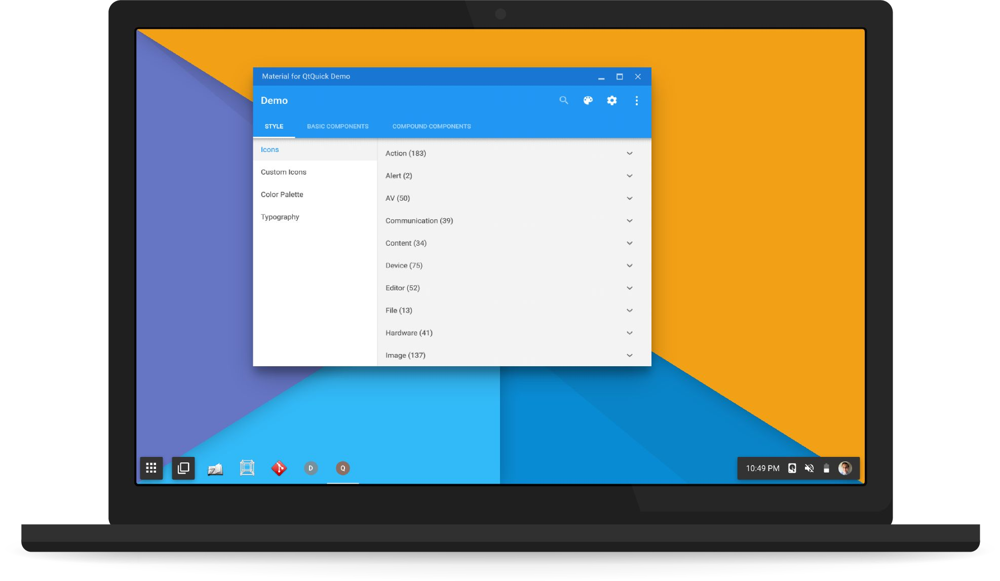 Material for QtQuick Demo
Demo
STYLE BASIC COMPONENTS COMPOUND COMPONENTS
Icons
Custom Icons
Color Palette
Typography
Action (183)
Alert (2)
AV (50)
Communication (39)
Content (34)
Device (75)
Editor (52)
File (13)
Hardware (41)
Image (137)
D Q
10:49 PM